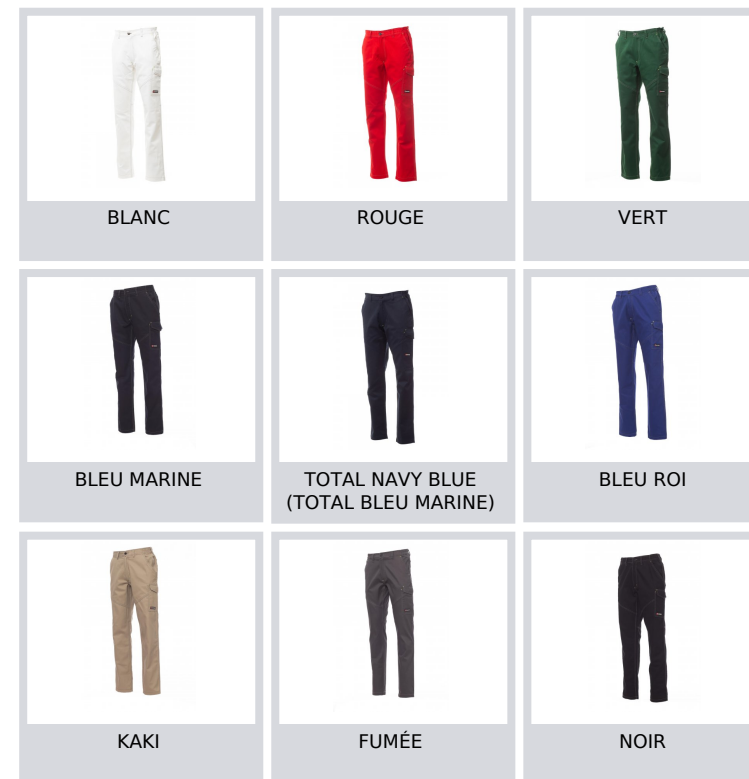 BLANC
ROUGE
VERT
BLEU MARINE
TOTAL NAVY BLUE
(TOTAL BLEU MARINE)
BLEU ROI
KAKI
FUMÉE
NOIR